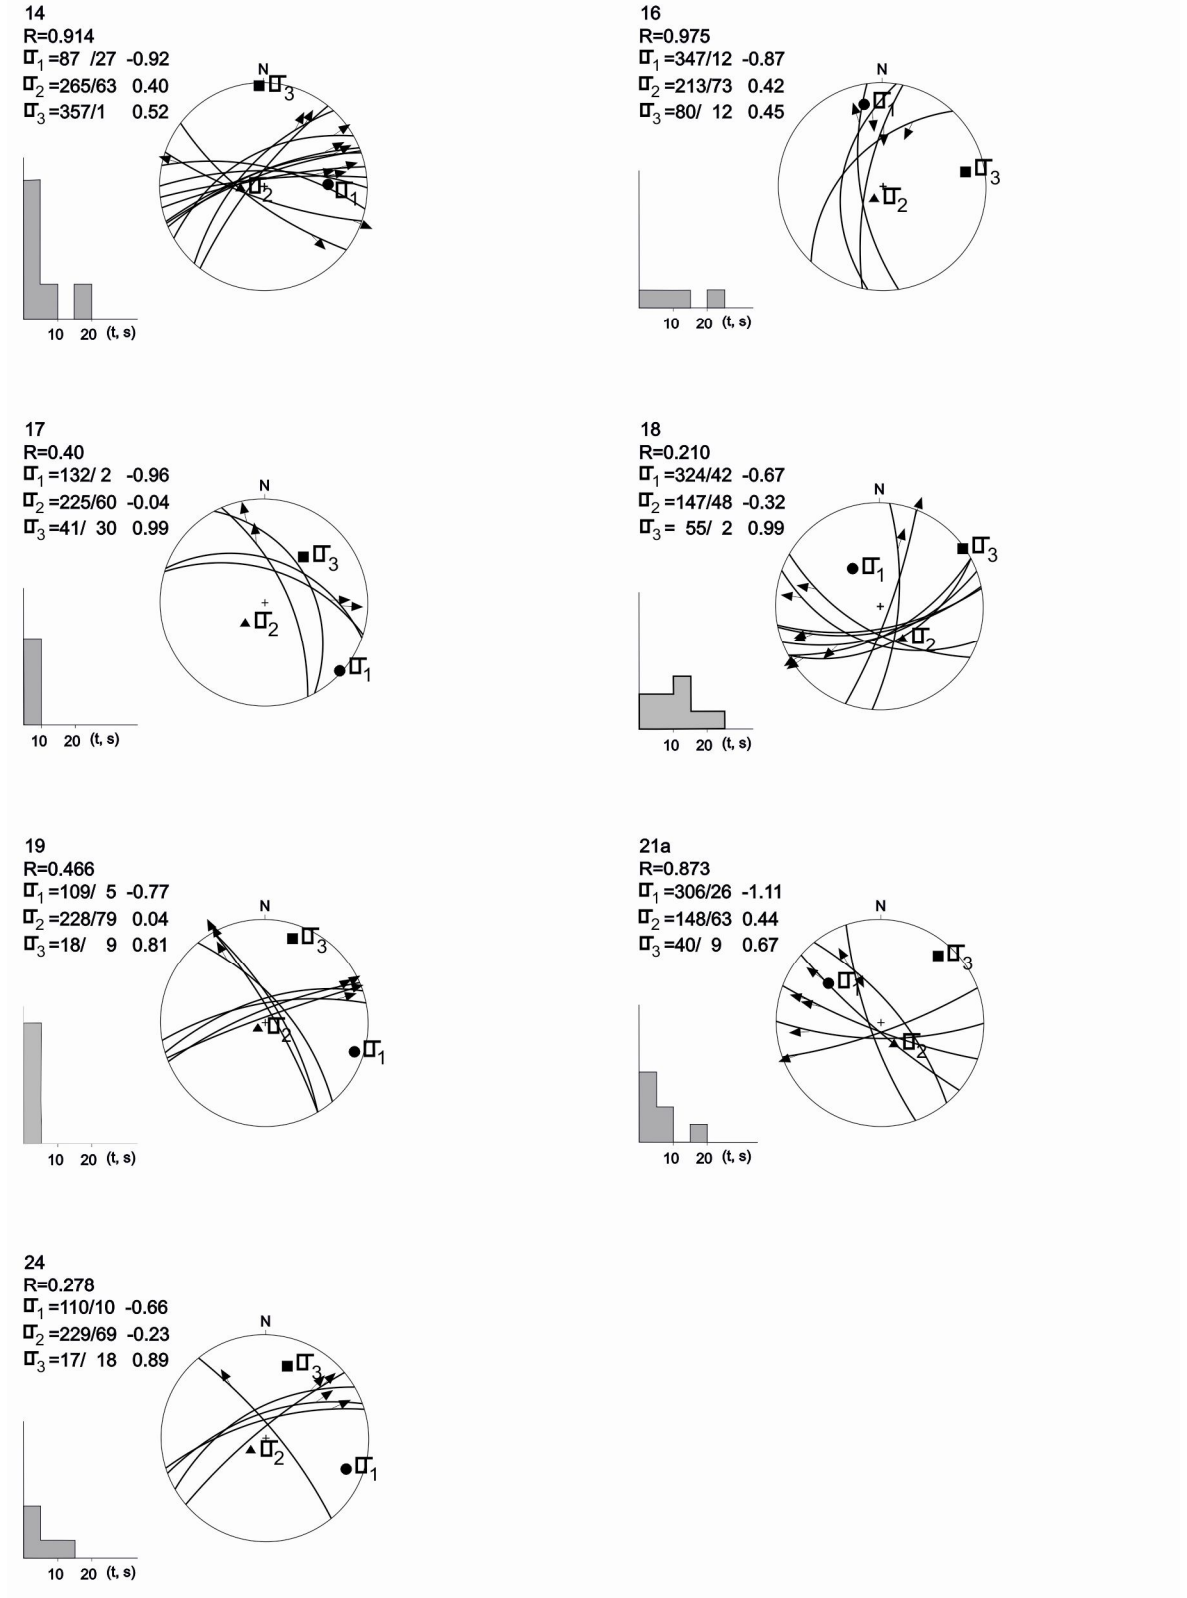 14
R=0.914
σ1=87 /27 -0.92
σ2=265/63 0.40
σ3=357/1 0.52
N
σ3
σ2
σ1
10 20 (t, s)
16
R=0.975
σ1=347/12 -0.87
σ2=213/73 0.42
σ3=80/ 12 0.45
N
σ1
σ3
σ2
10 20 (t, s)
17
R=0.40
σ1=132/ 2 -0.96
σ2=225/60 -0.04
σ3=41/ 30 0.99
N
σ3
σ2
σ1
10 20 (t, s)
18
R=0.210
σ1=324/42 -0.67
σ2=147/48 -0.32
σ3= 55/ 2 0.99
N
σ3
σ1
σ2
10 20 (t, s)
19
R=0.466
σ1=109/ 5 -0.77
σ2=228/79 0.04
σ3=18/ 9 0.81
N
σ3
σ2
σ1
10 20 (t, s)
21a
R=0.873
σ1=306/26 -1.11
σ2=148/63 0.44
σ3=40/ 9 0.67
N
σ3
σ1
σ2
10 20 (t, s)
24
R=0.278
σ1=110/10 -0.66
σ2=229/69 -0.23
σ3=17/ 18 0.89
N
σ3
σ2
σ1
10 20 (t, s)